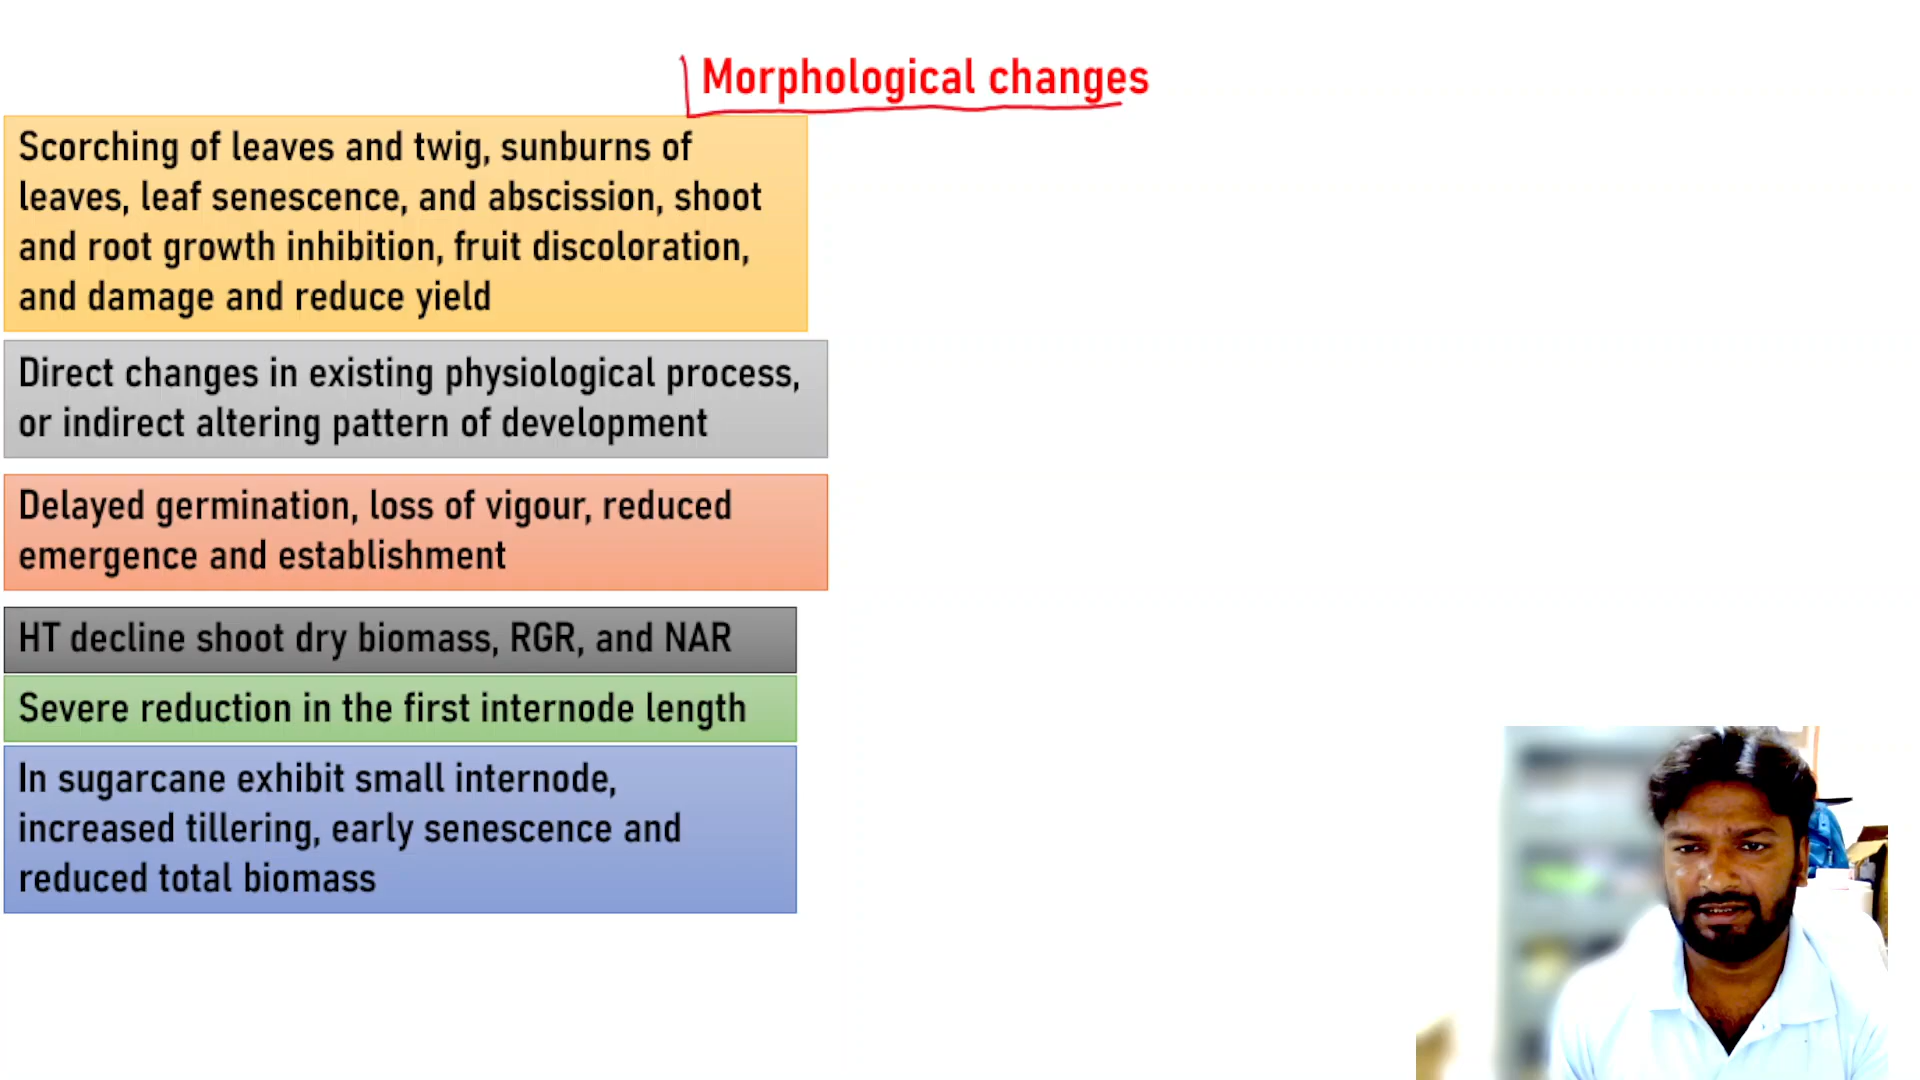 Morphological changes
Scorching of leaves and twig, sunburns of
leaves, leaf senescence, and abscission, shoot
and root growth inhibition, fruit discoloration,
and damage and reduce yield
Direct changes in existing physiological process,
or indirect altering pattern of development
Delayed germination, loss of vigour, reduced
emergence and establishment
HT decline shoot dry biomass, RGR, and NAR
Severe reduction in the first internode length
In sugarcane exhibit small internode,
increased tillering, early senescence and
reduced total biomass